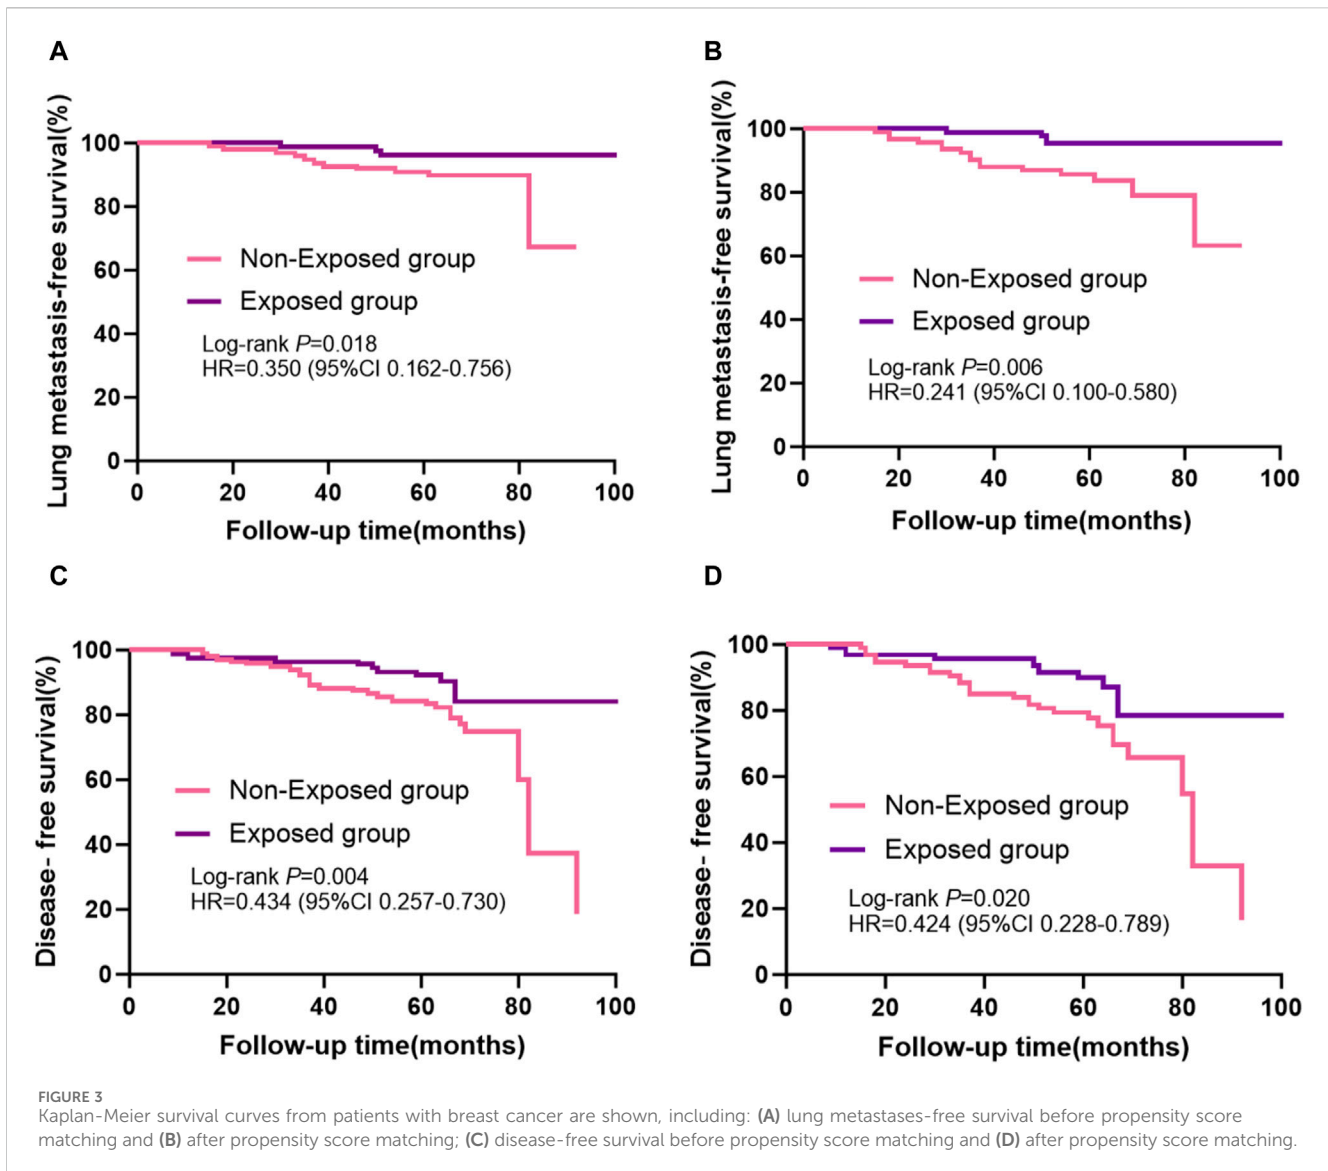 A
Lung metastasis-free survival(%)
100
80
60
40
20
0
Non-Exposed group
Exposed group
Log-rank P=0.018
HR=0.350 (95%CI 0.162-0.756)
0 20 40 60 80 100
Follow-up time(months)
B
Lung metastasis-free survival(%)
100
80
60
40
20
0
Non-Exposed group
Exposed group
Log-rank P=0.006
HR=0.241 (95%CI 0.100-0.580)
0 20 40 60 80 100
Follow-up time(months)
C
Disease- free survival(%)
100
80
60
40
20
0
Non-Exposed group
Exposed group
Log-rank P=0.004
HR=0.434 (95%CI 0.257-0.730)
0 20 40 60 80 100
Follow-up time(months)
D
Disease- free survival(%)
100
80
60
40
20
0
Non-Exposed group
Exposed group
Log-rank P=0.020
HR=0.424 (95%CI 0.228-0.789)
0 20 40 60 80 100
Follow-up time(months)
FIGURE 3
Kaplan-Meier survival curves from patients with breast cancer are shown, including: (A) lung metastases-free survival before propensity score
matching and (B) after propensity score matching; (C) disease-free survival before propensity score matching and (D) after propensity score matching.